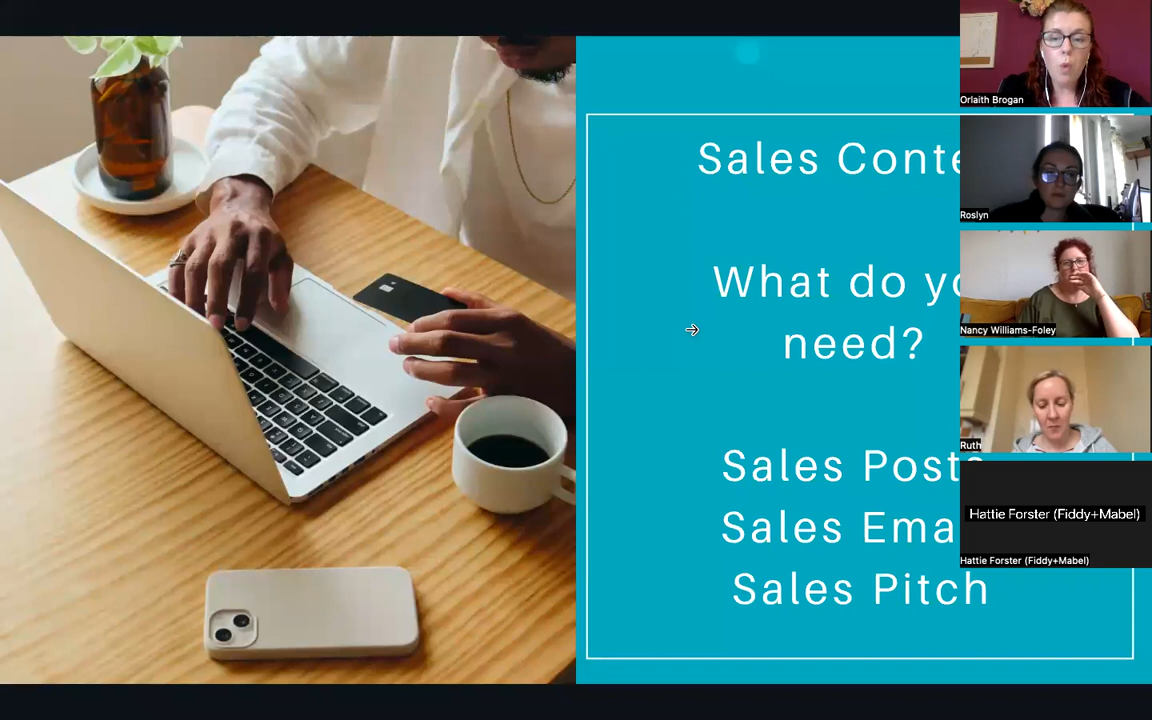 Sales Conte
What do yo
need?
Sales Posts
Sales Ema
Sales Pitch
Orlaith Brogan
Roslyn
Nancy Williams-Foley
Ruth
Hattie Forster (Fiddy+Mabel)
Hattie Forster (Fiddy+Mabel)